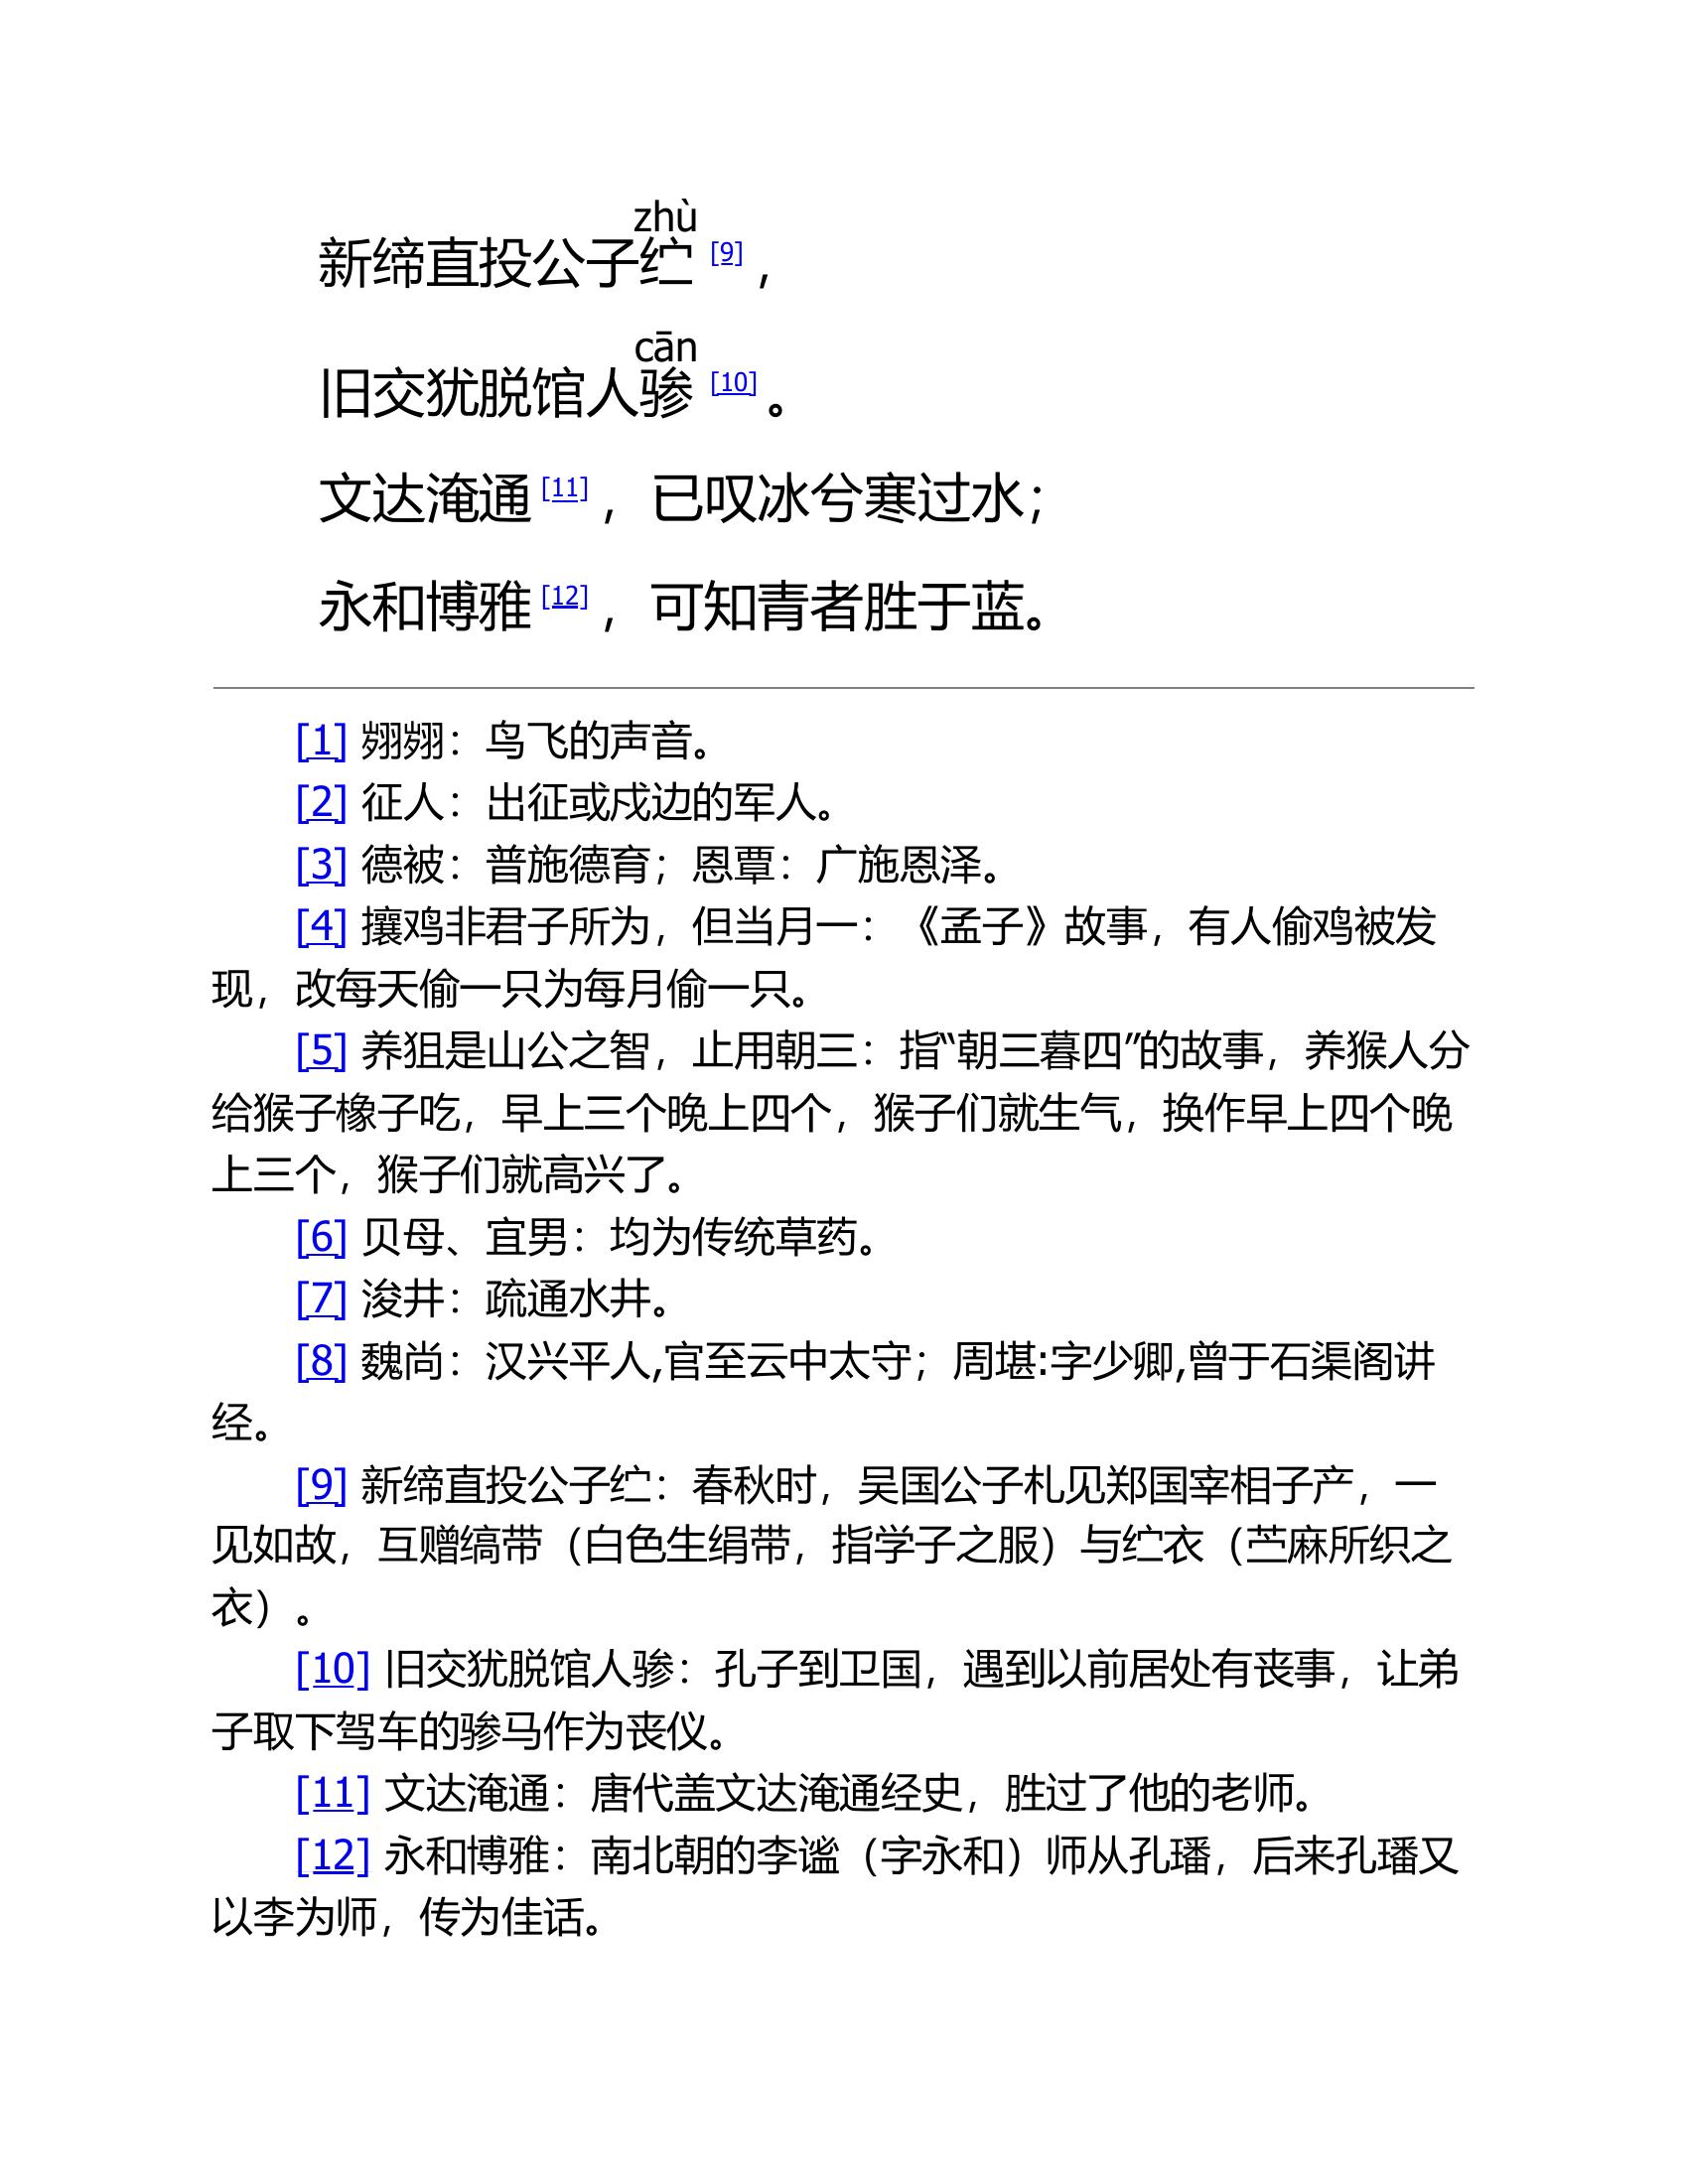 zhù
新缔直投公子纻[9]，
cān
旧交犹脱馆人骖[10]。
文达淹通[11]，已叹冰兮寒过水；
永和博雅[12]，可知青者胜于蓝。
[1] 翙翙：鸟飞的声音。
[2] 征人：出征或戍边的军人。
[3] 德被：普施德育；恩覃：广施恩泽。
[4] 攘鸡非君子所为，但当月一：《孟子》故事，有人偷鸡被发
现，改每天偷一只为每月偷一只。
[5] 养狙是山公之智，止用朝三：指“朝三暮四”的故事，养猴人分
给猴子橡子吃，早上三个晚上四个，猴子们就生气，换作早上四个晚
上三个，猴子们就高兴了。
[6] 贝母、宜男：均为传统草药。
[7] 浚井：疏通水井。
[8] 魏尚：汉兴平人,官至云中太守；周堪:字少卿,曾于石渠阁讲
经。
[9] 新缔直投公子纻：春秋时，吴国公子札见郑国宰相子产，一
见如故，互赠缟带（白色生绢带，指学子之服）与纻衣（苎麻所织之
衣）。
[10] 旧交犹脱馆人骖：孔子到卫国，遇到以前居处有丧事，让弟
子取下驾车的骖马作为丧仪。
[11] 文达淹通：唐代盖文达淹通经史，胜过了他的老师。
[12] 永和博雅：南北朝的李谧（字永和）师从孔璠，后来孔璠又
以李为师，传为佳话。